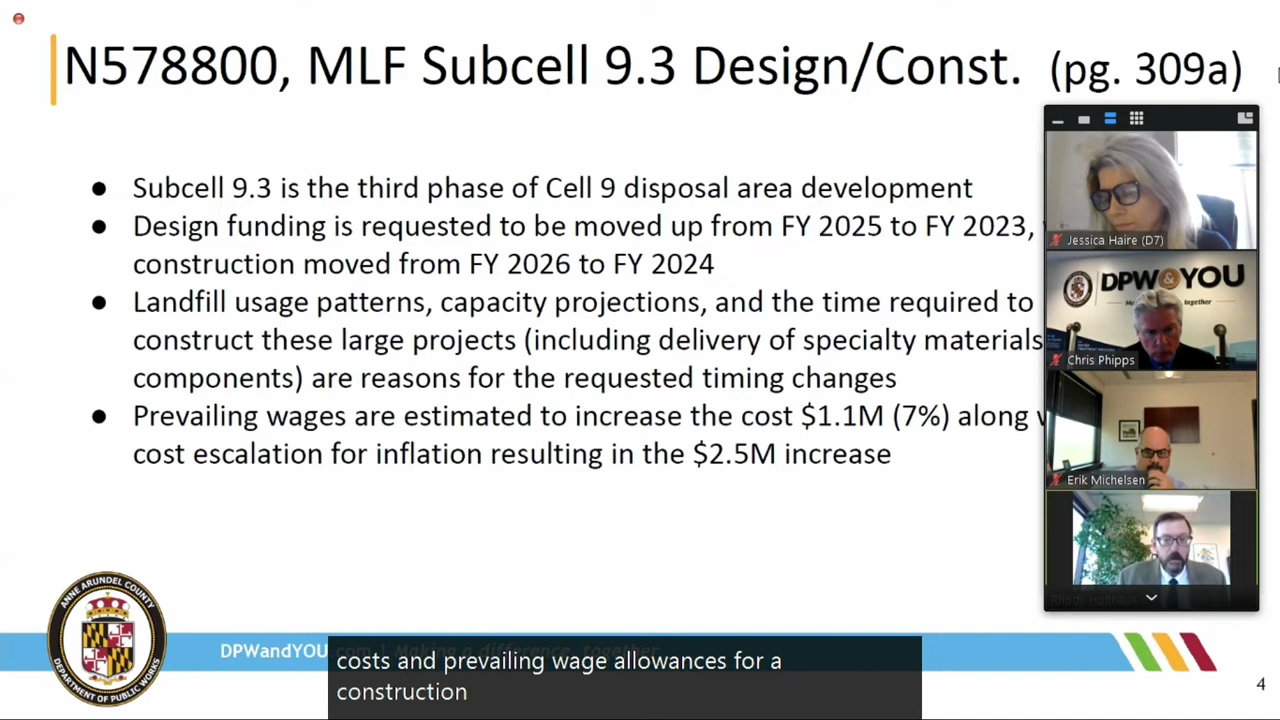 N578800, MLF Subcell 9.3 Design/Const. (pg. 309a)
● Subcell 9.3 is the third phase of Cell 9 disposal area development
● Design funding is requested to be moved up from FY 2025 to FY 2023,
construction moved from FY 2026 to FY 2024
● Landfill usage patterns, capacity projections, and the time required to
construct these large projects (including delivery of specialty materials
components) are reasons for the requested timing changes
● Prevailing wages are estimated to increase the cost $1.1M (7%) along
cost escalation for inflation resulting in the $2.5M increase
Jessica Haire (D7)
DPW&YOU
together
Chris Phipps
Erik Michelsen
ANNE ARUNDEL COUNTY
DEPARTMENT OF PUBLIC WORKS
DPWandYOU.com | Making a difference, together.
costs and prevailing wage allowances for a
construction
4